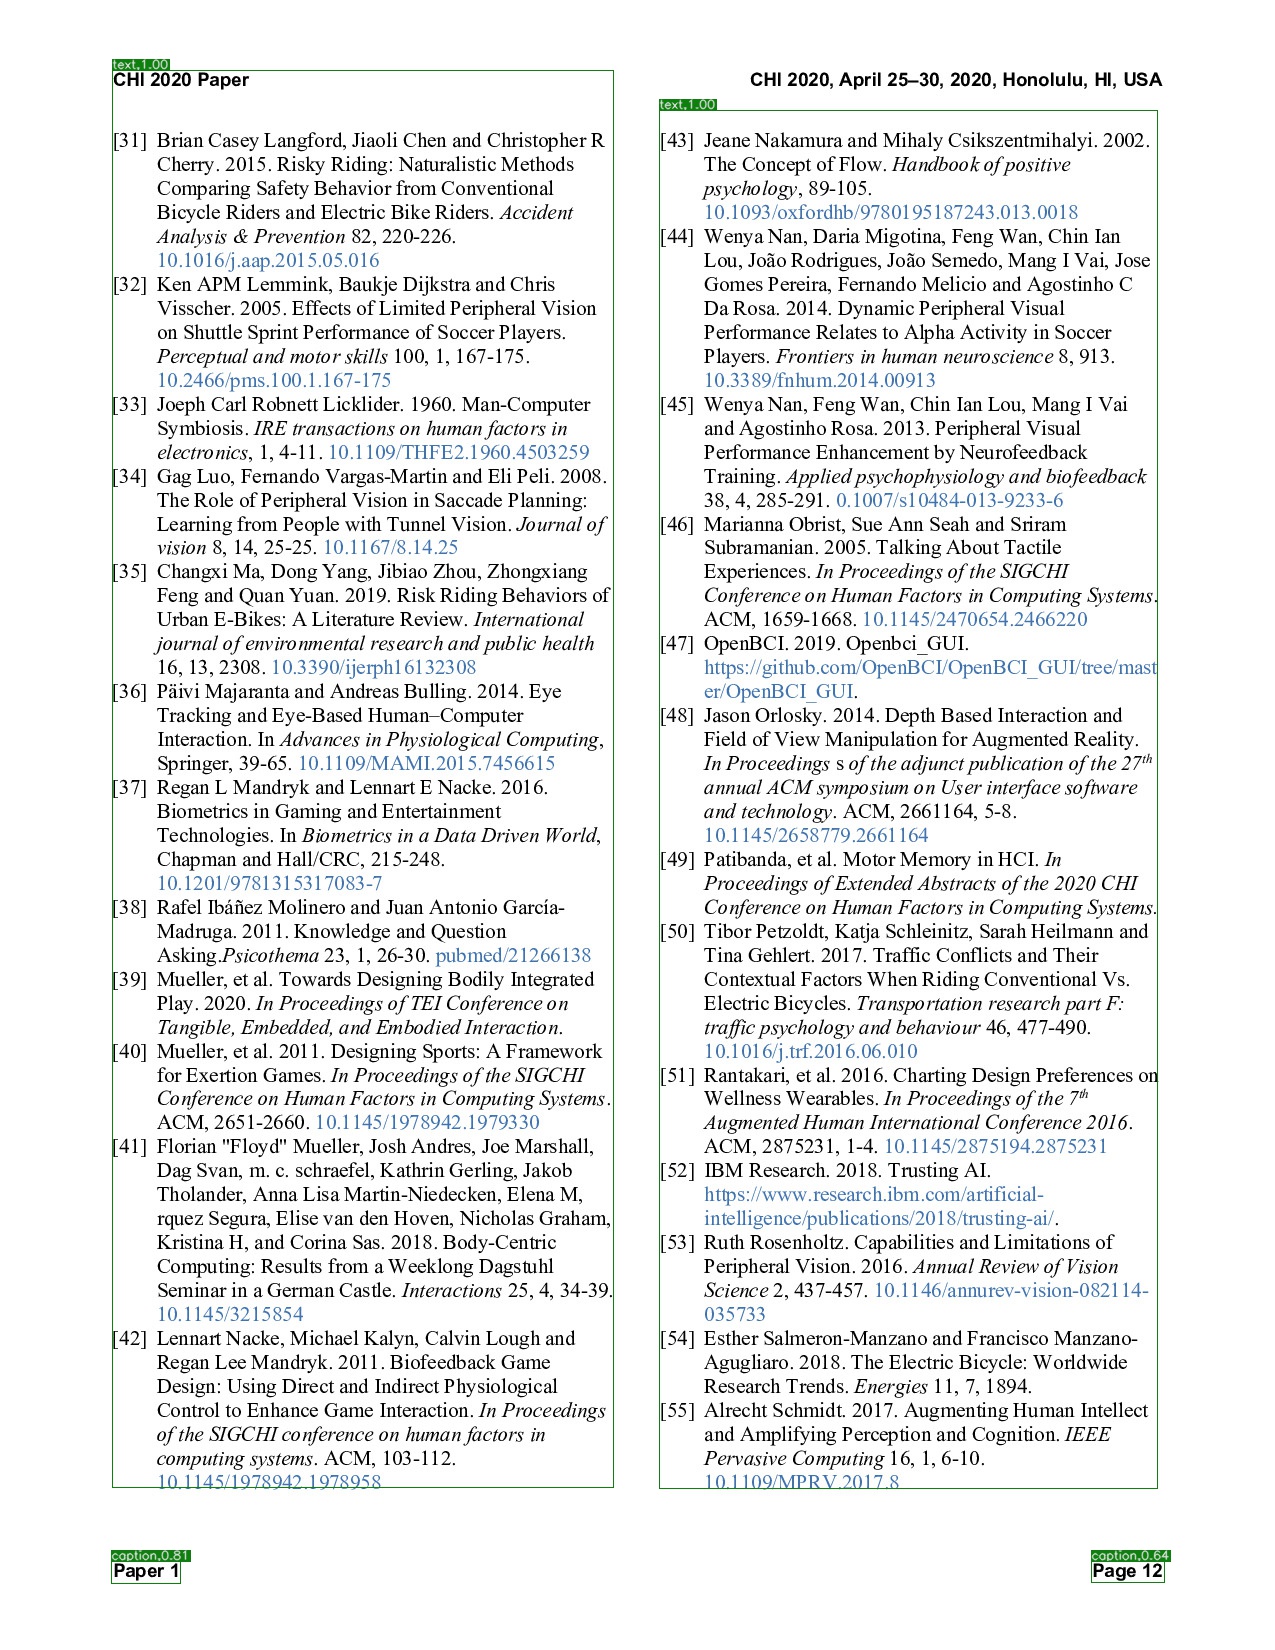 text,1.00
CHI 2020 Paper
CHI 2020, April 25–30, 2020, Honolulu, HI, USA
[31] Brian Casey Langford, Jiaoli Chen and Christopher R
Cherry. 2015. Risky Riding: Naturalistic Methods
Comparing Safety Behavior from Conventional
Bicycle Riders and Electric Bike Riders. Accident
Analysis & Prevention 82, 220-226.
10.1016/j.aap.2015.05.016
[32] Ken APM Lemmink, Baukje Dijkstra and Chris
Visscher. 2005. Effects of Limited Peripheral Vision
on Shuttle Sprint Performance of Soccer Players.
Perceptual and motor skills 100, 1, 167-175.
10.2466/pms.100.1.167-175
[33] Joeph Carl Robnett Licklider. 1960. Man-Computer
Symbiosis. IRE transactions on human factors in
electronics, 1, 4-11. 10.1109/THFE2.1960.4503259
[34] Gag Luo, Fernando Vargas-Martin and Eli Peli. 2008.
The Role of Peripheral Vision in Saccade Planning:
Learning from People with Tunnel Vision. Journal of
vision 8, 14, 25-25. 10.1167/8.14.25
[35] Changxi Ma, Dong Yang, Jibiao Zhou, Zhongxiang
Feng and Quan Yuan. 2019. Risk Riding Behaviors of
Urban E-Bikes: A Literature Review. International
journal of environmental research and public health
16, 13, 2308. 10.3390/ijerph16132308
[36] Päivi Majaranta and Andreas Bulling. 2014. Eye
Tracking and Eye-Based Human–Computer
Interaction. In Advances in Physiological Computing,
Springer, 39-65. 10.1109/MAMI.2015.7456615
[37] Regan L Mandryk and Lennart E Nacke. 2016.
Biometrics in Gaming and Entertainment
Technologies. In Biometrics in a Data Driven World,
Chapman and Hall/CRC, 215-248.
10.1201/9781315317083-7
[38] Rafel Ibáñez Molinero and Juan Antonio García-
Madruga. 2011. Knowledge and Question
Asking.Psicothema 23, 1, 26-30. pubmed/21266138
[39] Mueller, et al. Towards Designing Bodily Integrated
Play. 2020. In Proceedings of TEI Conference on
Tangible, Embedded, and Embodied Interaction.
[40] Mueller, et al. 2011. Designing Sports: A Framework
for Exertion Games. In Proceedings of the SIGCHI
Conference on Human Factors in Computing Systems.
ACM, 2651-2660. 10.1145/1978942.1979330
[41] Florian "Floyd" Mueller, Josh Andres, Joe Marshall,
Dag Svan, m. c. schraefel, Kathrin Gerling, Jakob
Tholander, Anna Lisa Martin-Niedecken, Elena M,
rquez Segura, Elise van den Hoven, Nicholas Graham,
Kristina H, and Corina Sas. 2018. Body-Centric
Computing: Results from a Weeklong Dagstuhl
Seminar in a German Castle. Interactions 25, 4, 34-39.
10.1145/3215854
[42] Lennart Nacke, Michael Kalyn, Calvin Lough and
Regan Lee Mandryk. 2011. Biofeedback Game
Design: Using Direct and Indirect Physiological
Control to Enhance Game Interaction. In Proceedings
of the SIGCHI conference on human factors in
computing systems. ACM, 103-112.
10.1145/1978942.1978958
text,1.00
[43] Jeane Nakamura and Mihaly Csikszentmihalyi. 2002.
The Concept of Flow. Handbook of positive
psychology, 89-105.
10.1093/oxfordhb/9780195187243.013.0018
[44] Wenya Nan, Daria Migotina, Feng Wan, Chin Ian
Lou, João Rodrigues, João Semedo, Mang I Vai, Jose
Gomes Pereira, Fernando Melicio and Agostinho C
Da Rosa. 2014. Dynamic Peripheral Visual
Performance Relates to Alpha Activity in Soccer
Players. Frontiers in human neuroscience 8, 913.
10.3389/fnhum.2014.00913
[45] Wenya Nan, Feng Wan, Chin Ian Lou, Mang I Vai
and Agostinho Rosa. 2013. Peripheral Visual
Performance Enhancement by Neurofeedback
Training. Applied psychophysiology and biofeedback
38, 4, 285-291. 0.1007/s10484-013-9233-6
[46] Marianna Obrist, Sue Ann Seah and Sriram
Subramanian. 2005. Talking About Tactile
Experiences. In Proceedings of the SIGCHI
Conference on Human Factors in Computing Systems.
ACM, 1659-1668. 10.1145/2470654.2466220
[47] OpenBCI. 2019. Openbci_GUI.
https://github.com/OpenBCI/OpenBCI_GUI/tree/mast
er/OpenBCI_GUI.
[48] Jason Orlosky. 2014. Depth Based Interaction and
Field of View Manipulation for Augmented Reality.
In Proceedings s of the adjunct publication of the 27th
annual ACM symposium on User interface software
and technology. ACM, 2661164, 5-8.
10.1145/2658779.2661164
[49] Patibanda, et al. Motor Memory in HCI. In
Proceedings of Extended Abstracts of the 2020 CHI
Conference on Human Factors in Computing Systems.
[50] Tibor Petzoldt, Katja Schleinitz, Sarah Heilmann and
Tina Gehlert. 2017. Traffic Conflicts and Their
Contextual Factors When Riding Conventional Vs.
Electric Bicycles. Transportation research part F:
traffic psychology and behaviour 46, 477-490.
10.1016/j.trf.2016.06.010
[51] Rantakari, et al. 2016. Charting Design Preferences on
Wellness Wearables. In Proceedings of the 7th
Augmented Human International Conference 2016.
ACM, 2875231, 1-4. 10.1145/2875194.2875231
[52] IBM Research. 2018. Trusting AI.
https://www.research.ibm.com/artificial-
intelligence/publications/2018/trusting-ai/.
[53] Ruth Rosenholtz. Capabilities and Limitations of
Peripheral Vision. 2016. Annual Review of Vision
Science 2, 437-457. 10.1146/annurev-vision-082114-
035733
[54] Esther Salmeron-Manzano and Francisco Manzano-
Agugliaro. 2018. The Electric Bicycle: Worldwide
Research Trends. Energies 11, 7, 1894.
[55] Alrecht Schmidt. 2017. Augmenting Human Intellect
and Amplifying Perception and Cognition. IEEE
Pervasive Computing 16, 1, 6-10.
10.1109/MPRV.2017.8
caption,0.81
Paper 1
caption,0.64
Page 12